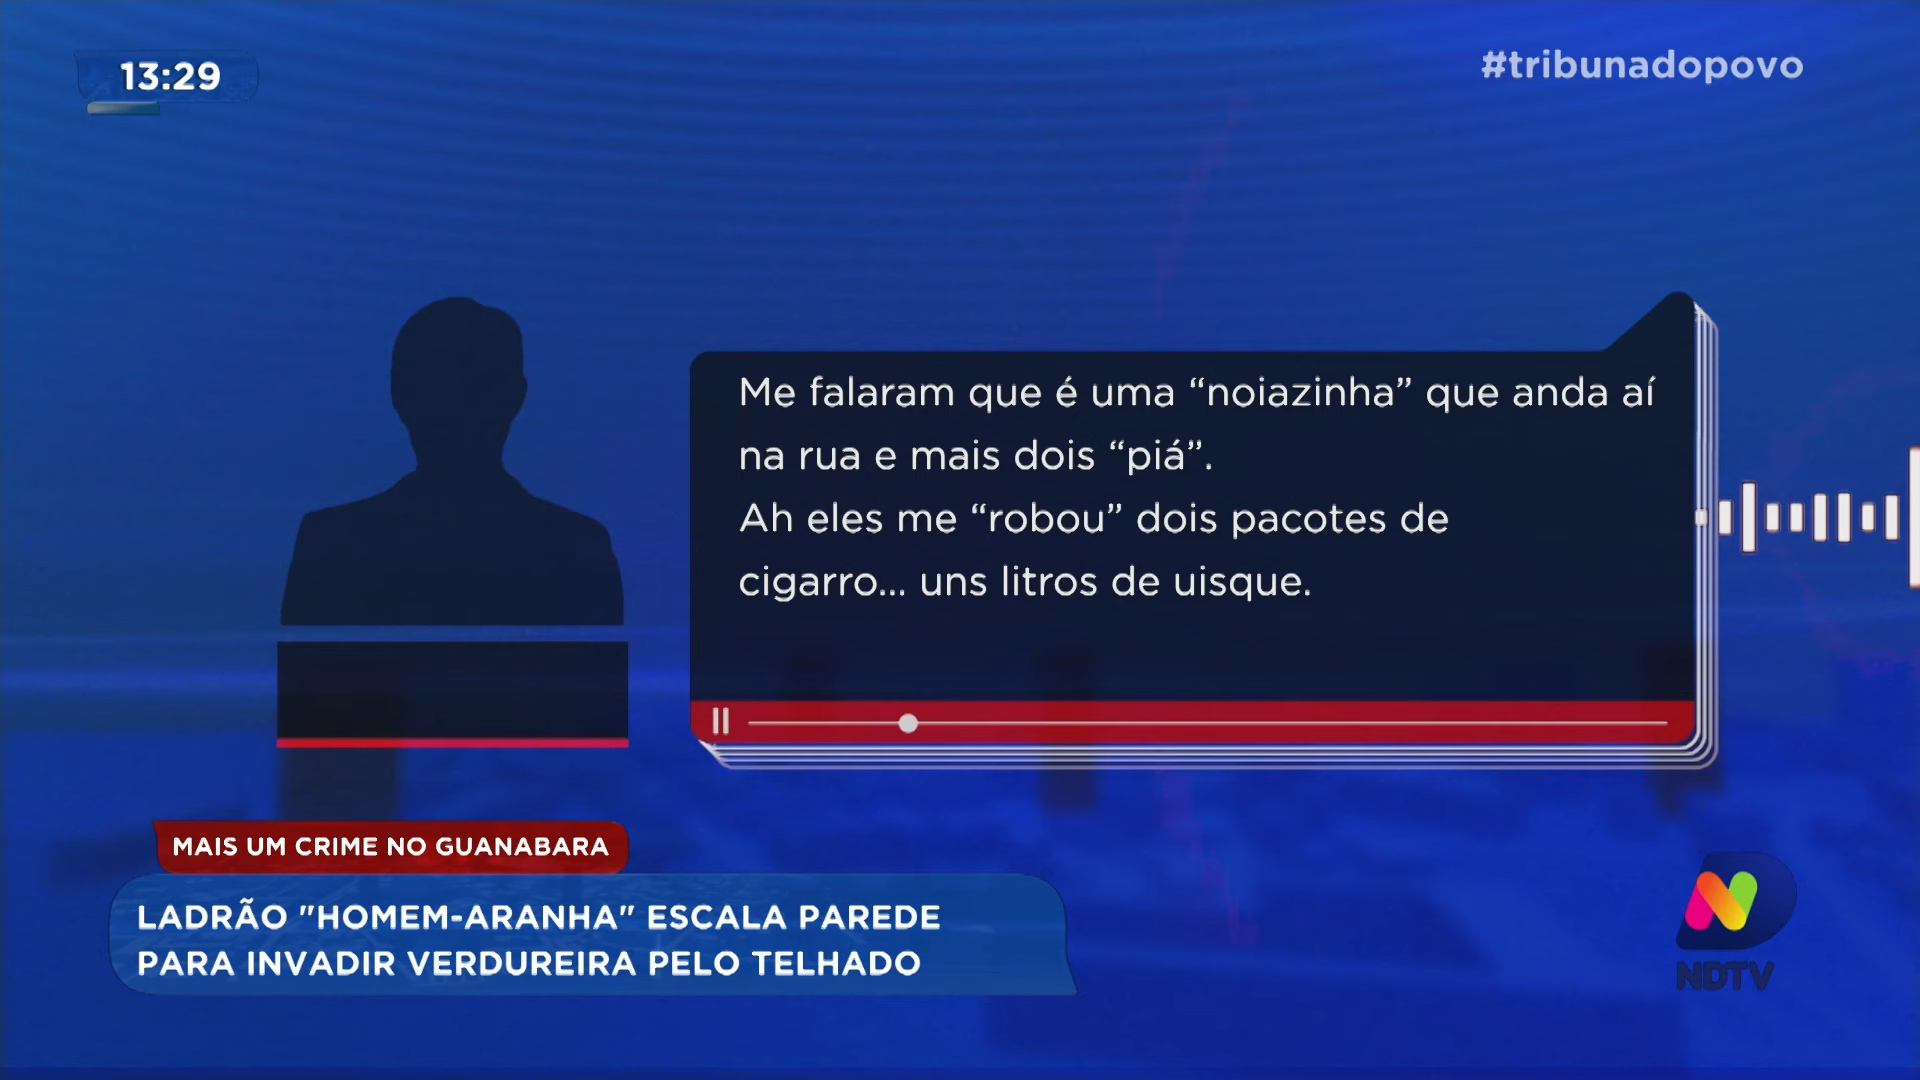 13:29
#tribunadopovo
Me falaram que é uma “noiazinha” que anda aí
na rua e mais dois “piá”.
Ah eles me “robou” dois pacotes de
cigarro... uns litros de uisque.
MAIS UM CRIME NO GUANABARA
LADRÃO "HOMEM-ARANHA" ESCALA PAREDE
PARA INVADIR VERDUREIRA PELO TELHADO
NDTV